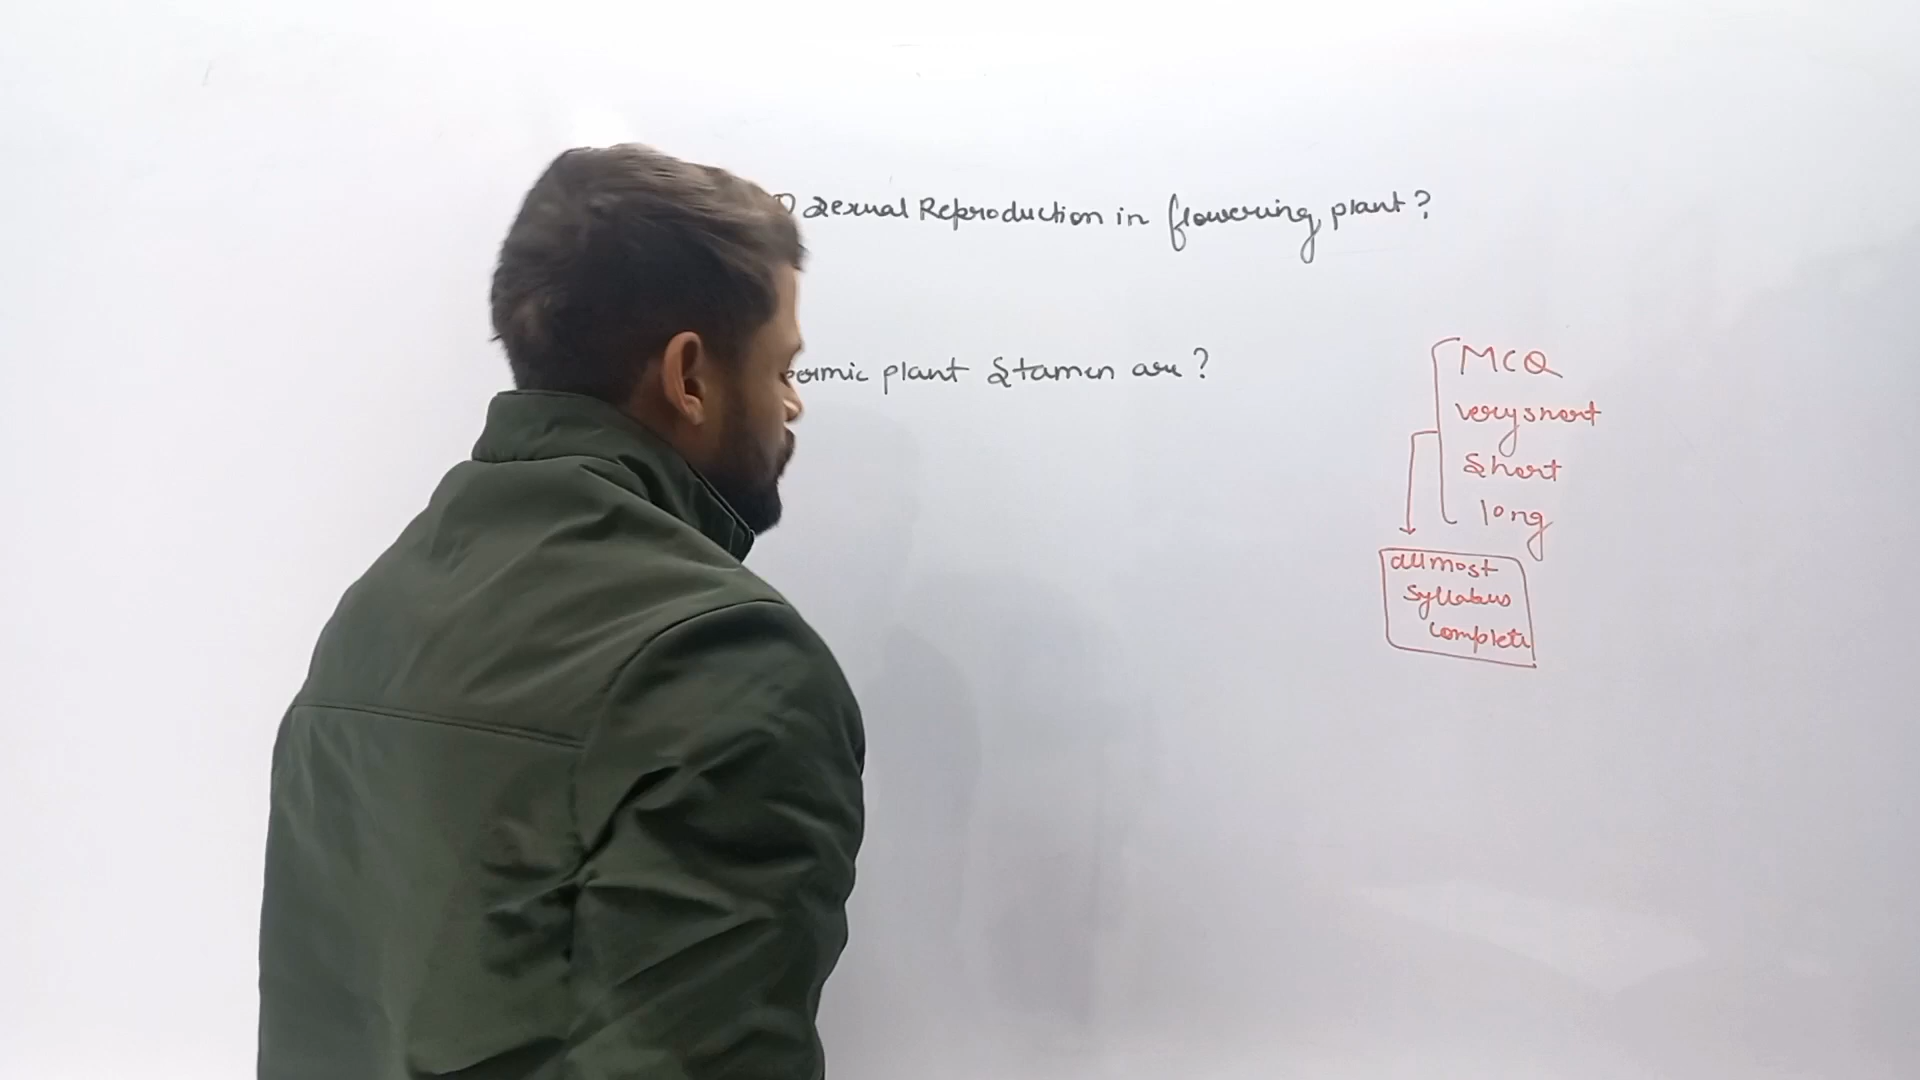 Sexual Reproduction in flowering plant?
plant Stamen are?
MCQ
very short
Short
long
allmost
Syllabus
complete